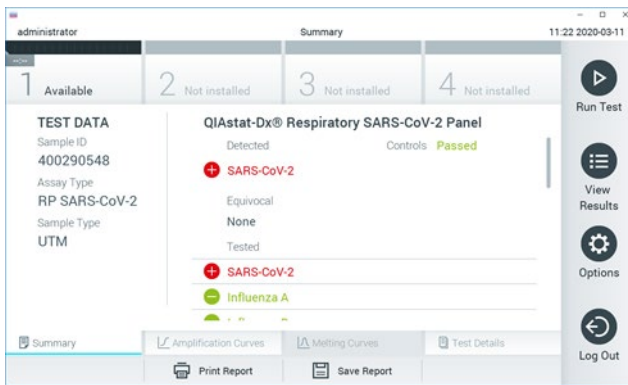 administrator Summary 11:22 2020-03-11
1 Available 2 Not installed 3 Not installed 4 Not installed
Run Test
TEST DATA
Sample ID
400290548
Assay Type
RP SARS-CoV-2
Sample Type
UTM
QIAstat-Dx® Respiratory SARS-CoV-2 Panel
Detected Controls Passed
SARS-CoV-2
Equivocal
None
Tested
SARS-CoV-2
Influenza A
View
Results
Options
Log Out
Summary Amplification Curves Melting Curves Test Details
Print Report Save Report